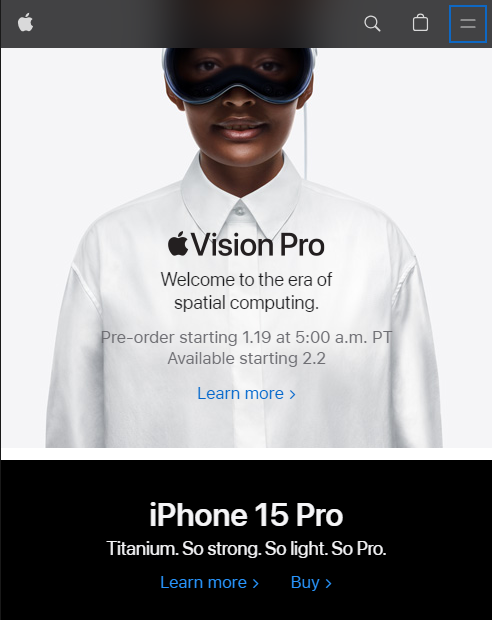 Vision Pro
Welcome to the era of
spatial computing.
Pre-order starting 1.19 at 5:00 a.m. PT
Available starting 2.2
Learn more >
iPhone 15 Pro
Titanium. So strong. So light. So Pro.
Learn more > Buy >